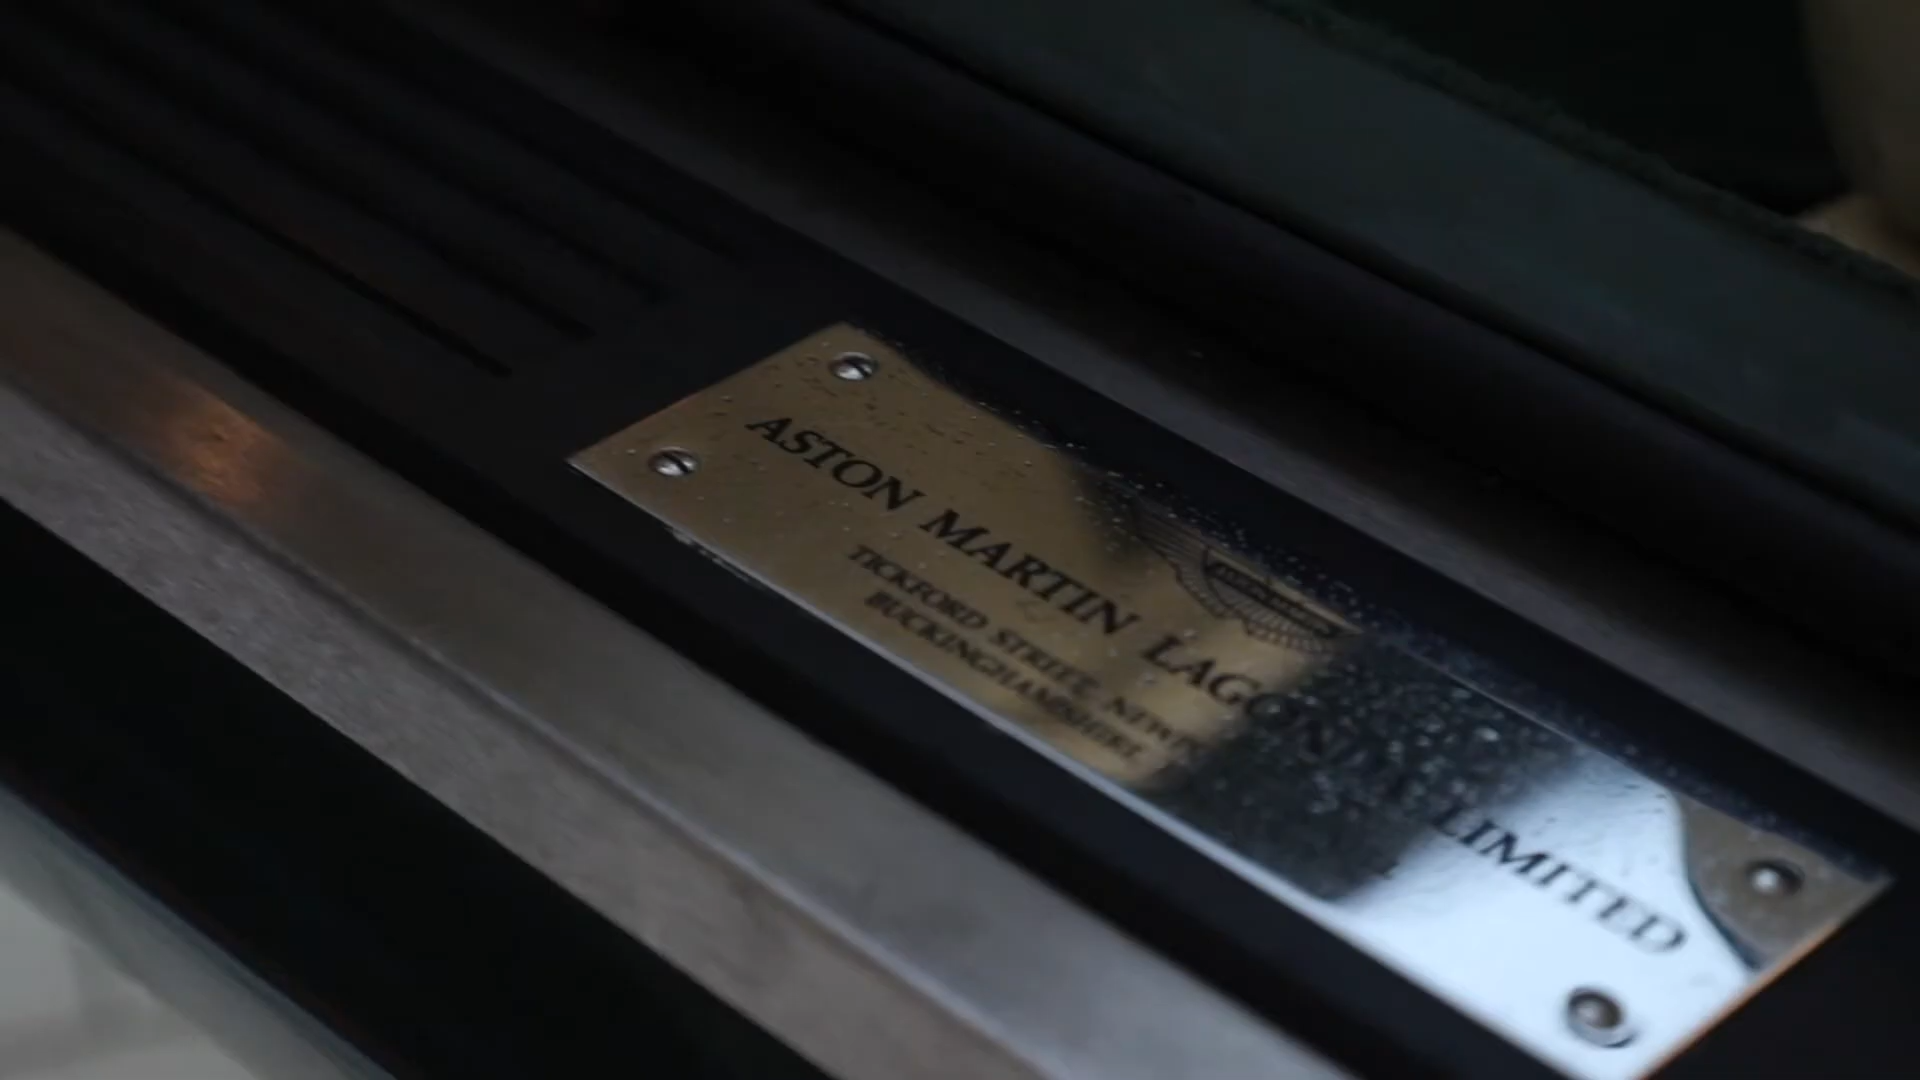 ASTON MARTIN LAGONDA LIMITED
TICKFORD STREET, NEWPORT
BUCKINGHAMSHIRE